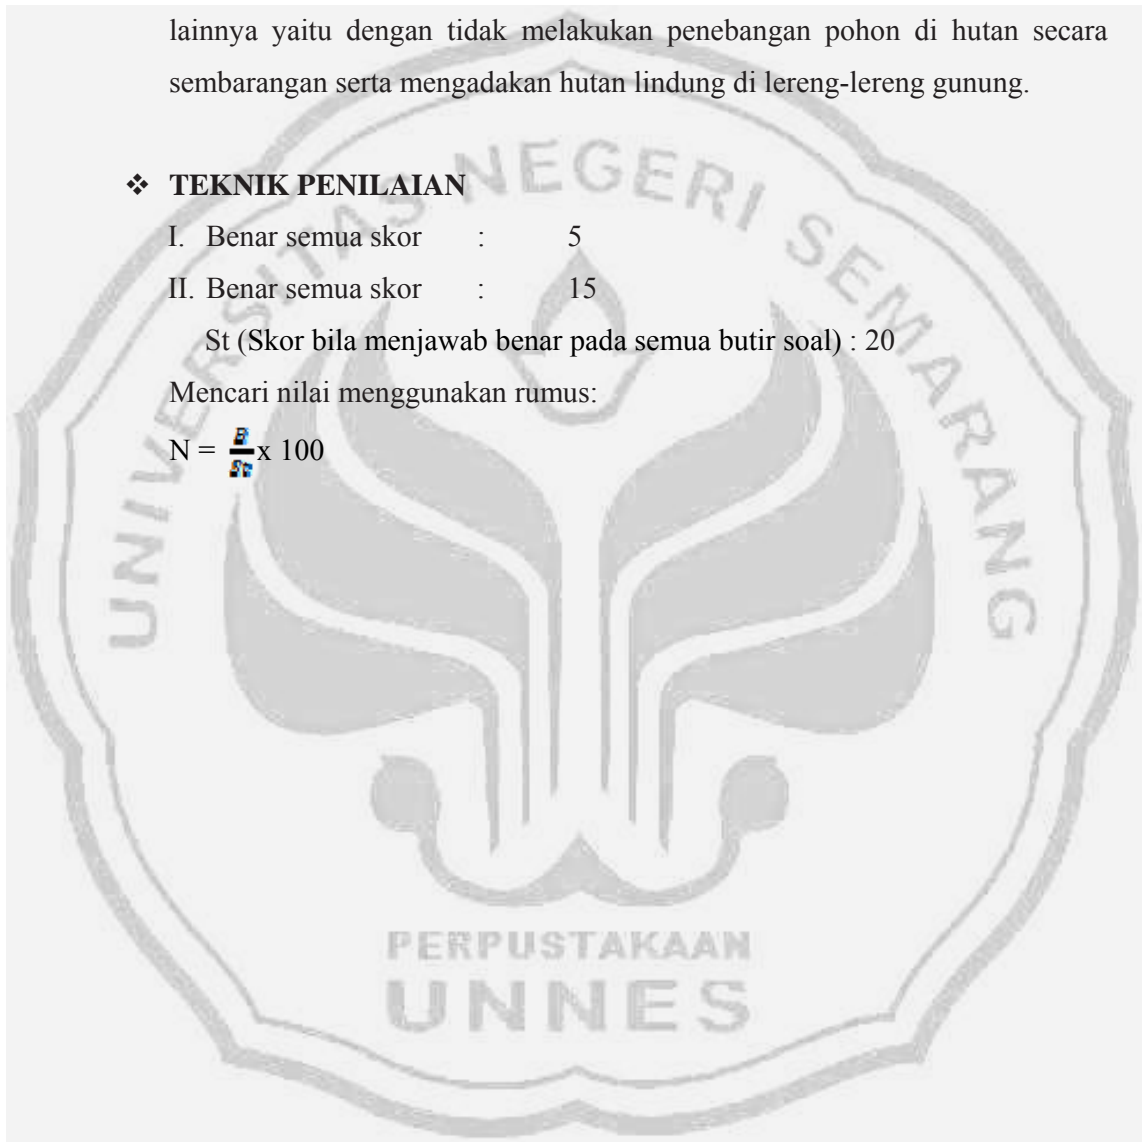 lainnya yaitu dengan tidak melakukan penebangan pohon di hutan secara
sembarangan serta mengadakan hutan lindung di lereng-lereng gunung.
❖ TEKNIK PENILAIAN
I. Benar semua skor : 5
II. Benar semua skor : 15
St (Skor bila menjawab benar pada semua butir soal) : 20
Mencari nilai menggunakan rumus:
N = B/St x 100
UNIVERSITAS NEGERI SEMARANG
PERPUSTAKAAN
UNNES